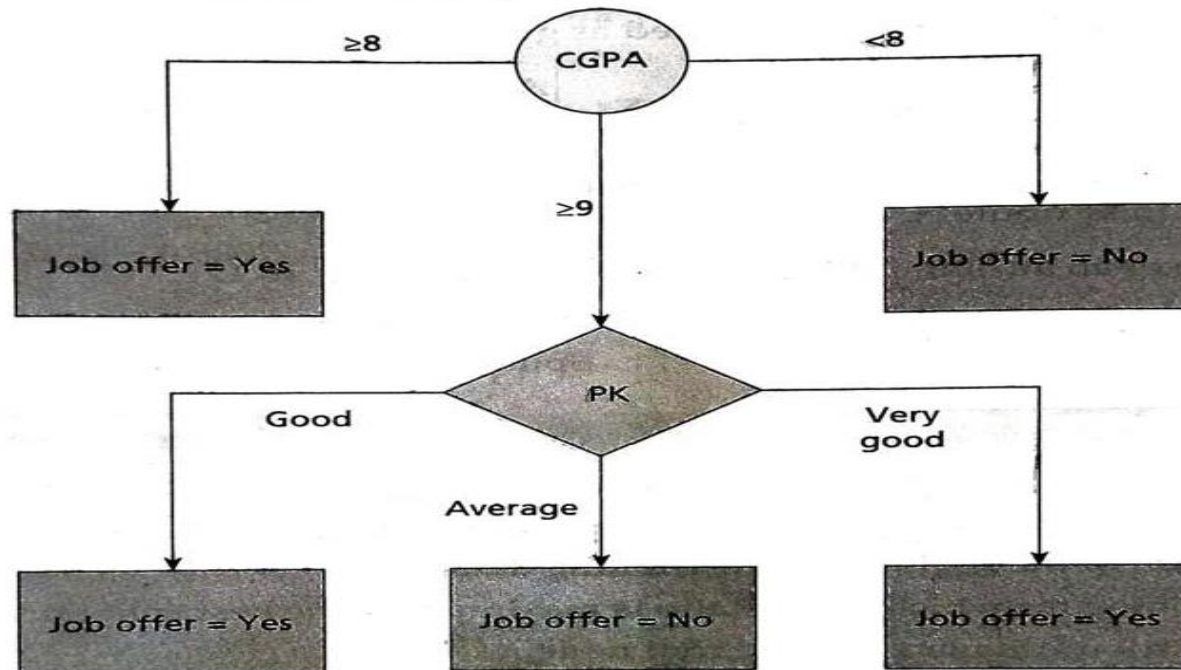 CGPA
≥8
<8
≥9
Job offer = Yes
Job offer = No
PK
Good
Very
good
Average
Job offer = Yes
Job offer = No
Job offer = Yes